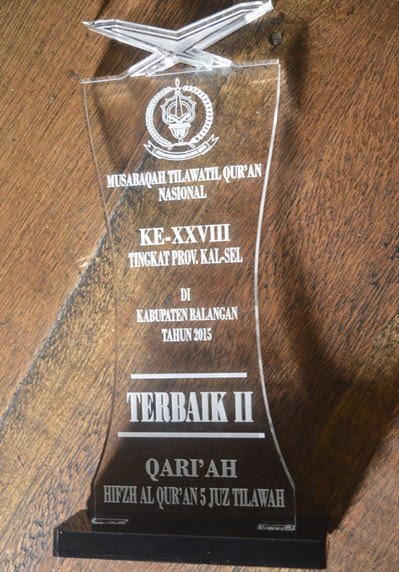 MUSABAQAH TILAWATIL QUR'AN
NASIONAL
KE-XXVIII
TINGKAT PROV. KAL-SEL
DI
KABUPATEN BALANGAN
TAHUN 2015
TERBAIK II
QARI'AH
HIFZH AL QUR'AN 5 JUZ TILAWAH